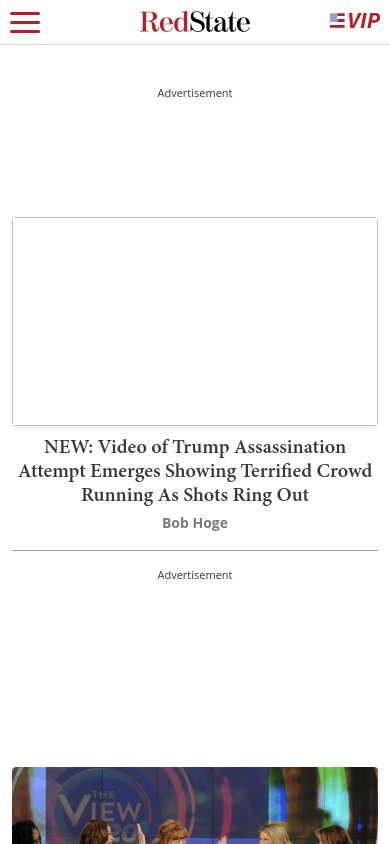 RedState
VIP
Advertisement
NEW: Video of Trump Assassination
Attempt Emerges Showing Terrified Crowd
Running As Shots Ring Out
Bob Hoge
Advertisement
THE
VIEW
20